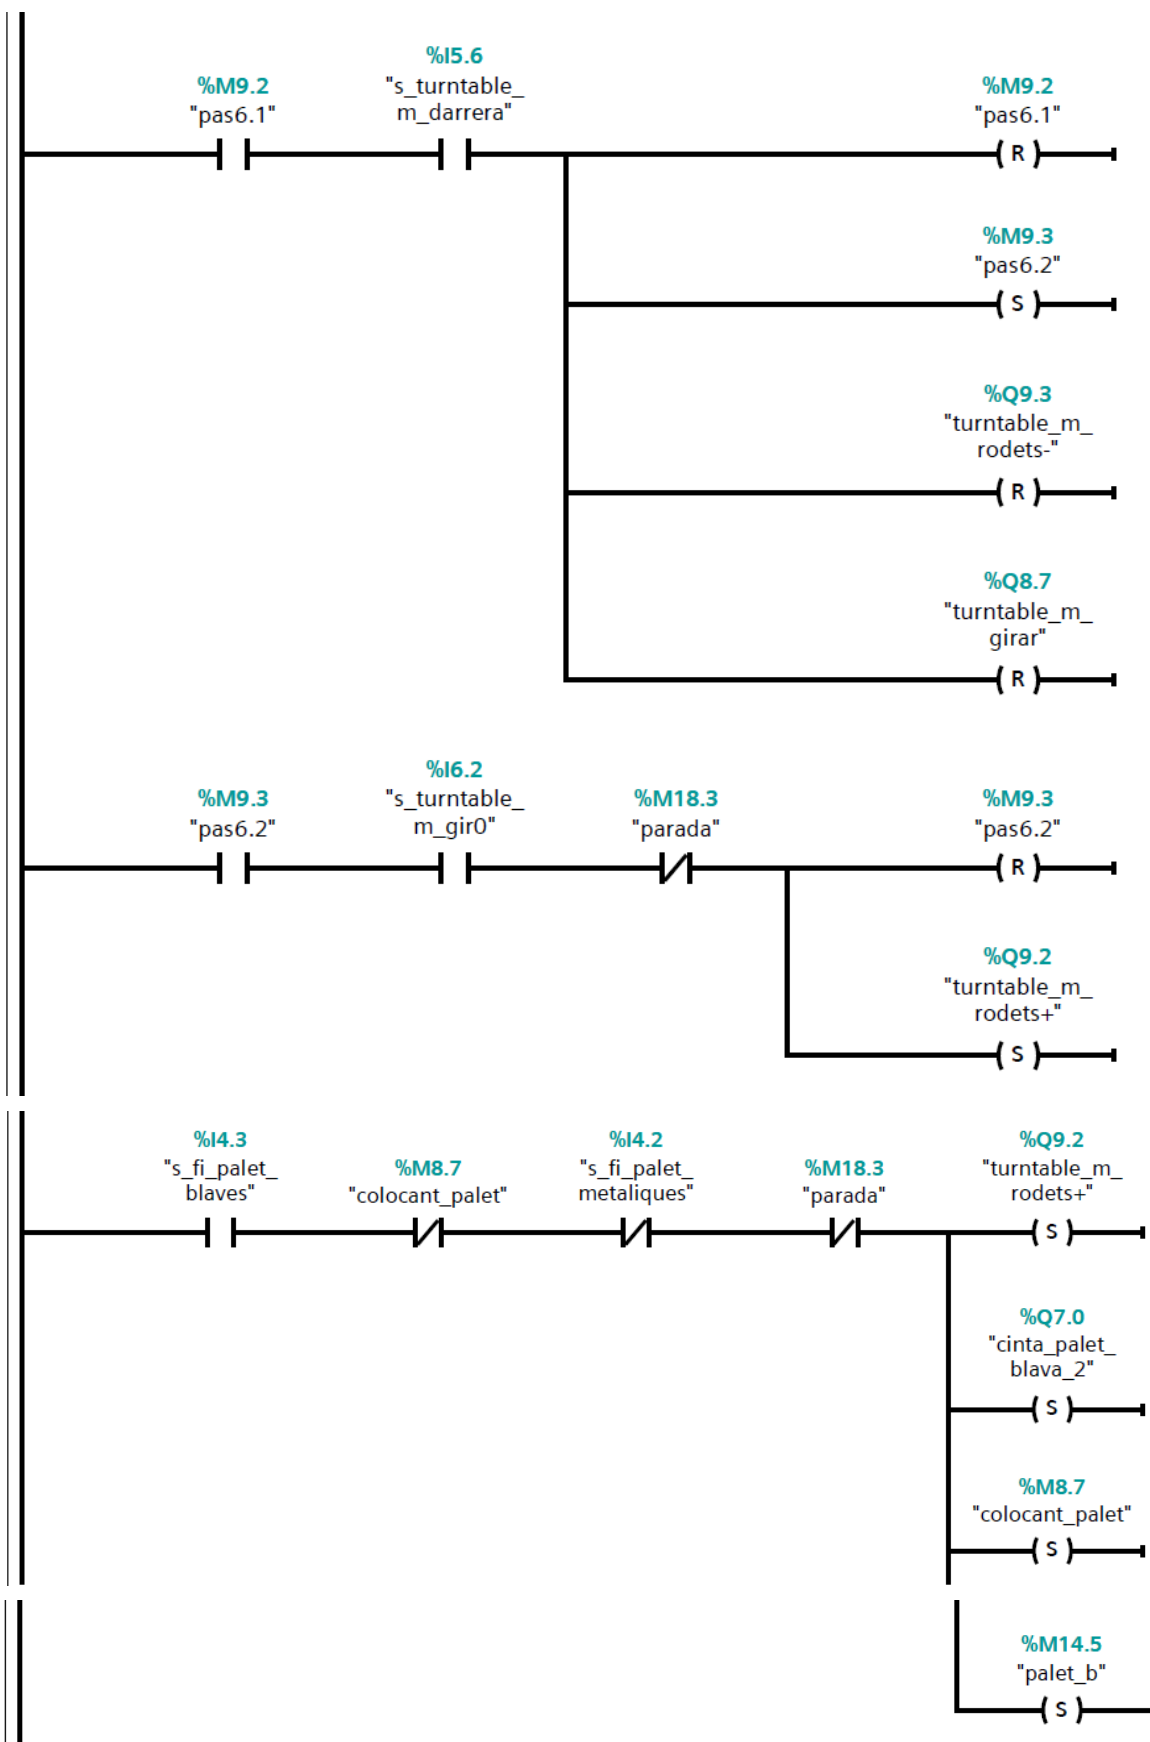 %M9.2
"pas6.1"
%I5.6
"s_turntable_
m_darrera"
%M9.2
"pas6.1"
R
%M9.3
"pas6.2"
S
%Q9.3
"turntable_m_
rodets-"
R
%Q8.7
"turntable_m_
girar"
R
%M9.3
"pas6.2"
%I6.2
"s_turntable_
m_gir0"
%M18.3
"parada"
%M9.3
"pas6.2"
R
%Q9.2
"turntable_m_
rodets+"
S
%I4.3
"s_fi_palet_
blaves"
%M8.7
"colocant_palet"
%I4.2
"s_fi_palet_
metaliques"
%M18.3
"parada"
%Q9.2
"turntable_m_
rodets+"
S
%Q7.0
"cinta_palet_
blava_2"
S
%M8.7
"colocant_palet"
S
%M14.5
"palet_b"
S